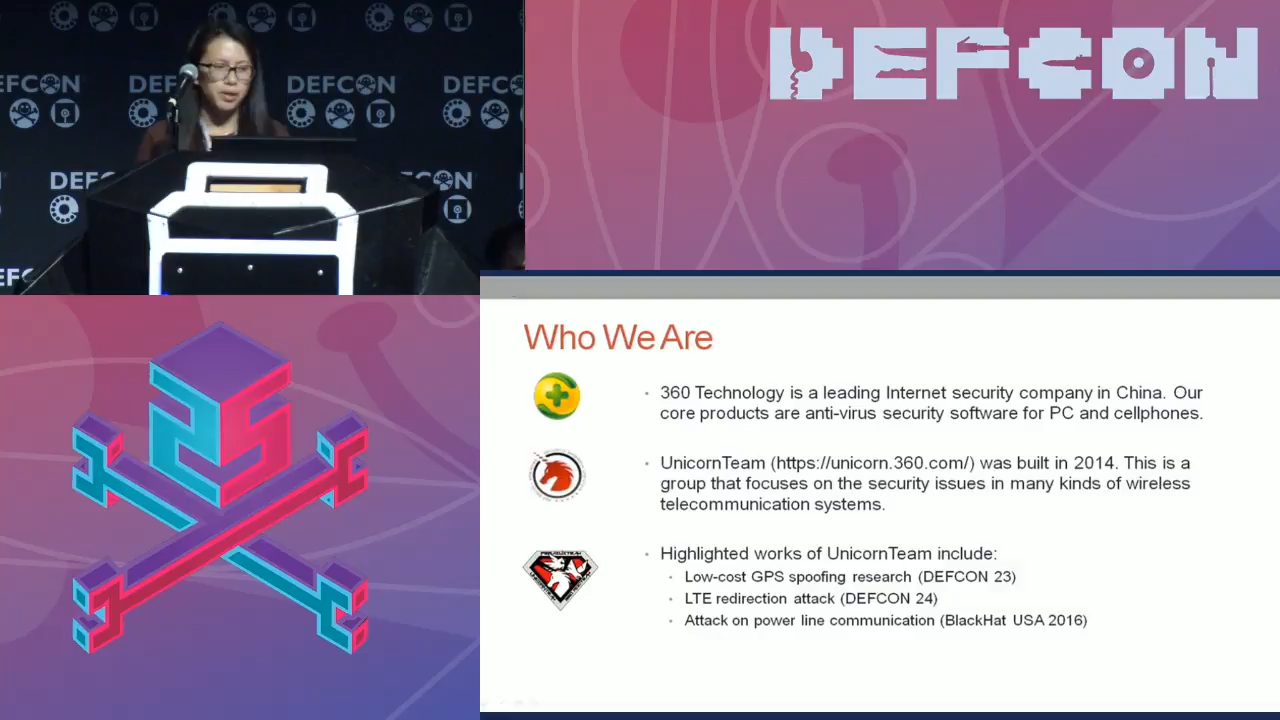 DEFCON
DEFCON
DEFCON
DEFCON
DEFCON
Who We Are
360 Technology is a leading Internet security company in China. Our
core products are anti-virus security software for PC and cellphones.
UnicornTeam (https://unicorn.360.com/) was built in 2014. This is a
group that focuses on the security issues in many kinds of wireless
telecommunication systems.
Highlighted works of UnicornTeam include:
Low-cost GPS spoofing research (DEFCON 23)
LTE redirection attack (DEFCON 24)
Attack on power line communication (BlackHat USA 2016)